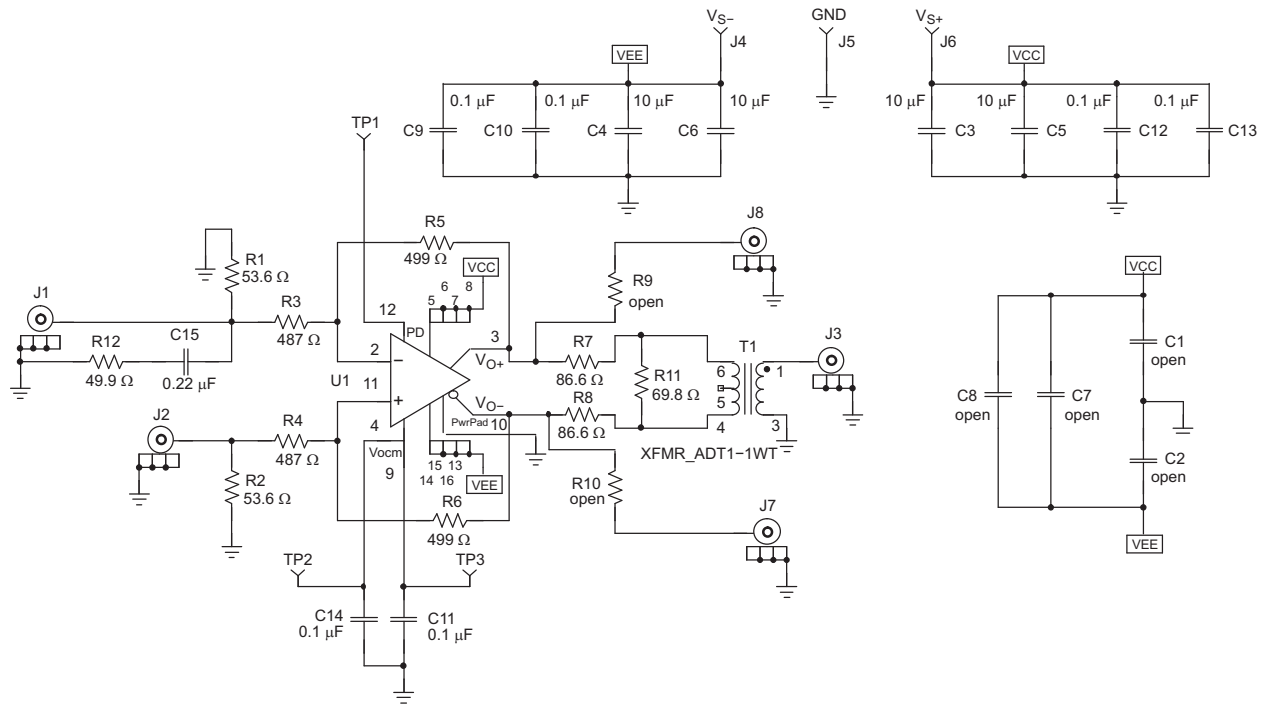 VS− GND VS+
J4 J5 J6
VEE VCC
0.1 µF 0.1 µF 10 µF 10 µF
10 µF 10 µF 0.1 µF 0.1 µF
C9 C10 C4 C6
C3 C5 C12 C13
TP1
R5
499 Ω
J8
VCC
R1
53.6 Ω
R9
open
6 8
5 7
J1
R3
487 Ω
12
PD
3
VO+
R7
86.6 Ω
T1
J3
R12
49.9 Ω
C15
0.22 µF
2
−
U1
11
+
R11
69.8 Ω
6
5
4
1
3
XFMR_ADT1−1WT
VO−
PwrPad
10
R8
86.6 Ω
J2
R4
487 Ω
4
Vocm
9
15 13
14 16
VEE
R2
53.6 Ω
R6
499 Ω
R10
open
J7
TP2 TP3
C14
0.1 µF
C11
0.1 µF
VCC
C1
open
C8
open
C7
open
C2
open
VEE